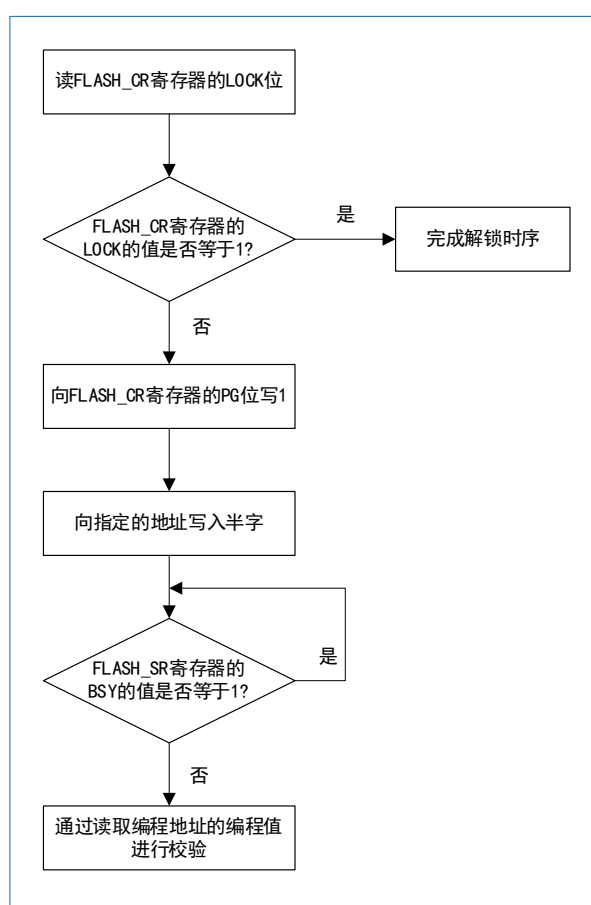 读FLASH_CR寄存器的LOCK位
FLASH_CR寄存器的
LOCK的值是否等于1?
是
完成解锁时序
否
向FLASH_CR寄存器的PG位写1
向指定的地址写入半字
FLASH_SR寄存器的
BSY的值是否等于1?
是
否
通过读取编程地址的编程值
进行校验